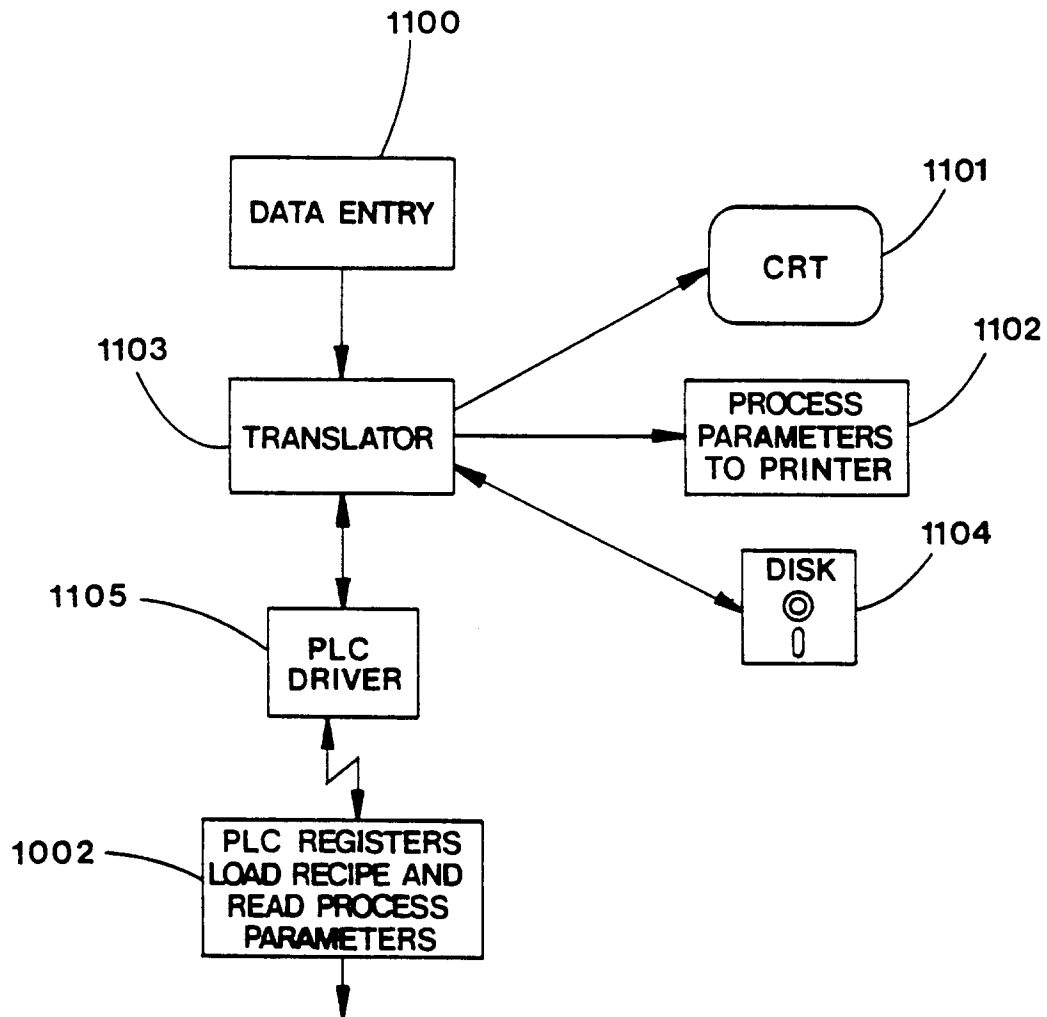 1100
DATA ENTRY
1101
CRT
1102
1103
PROCESS
PARAMETERS
TO PRINTER
TRANSLATOR
1104
DISK
1105
PLC
DRIVER
1002
PLC REGISTERS
LOAD RECIPE AND
READ PROCESS
PARAMETERS